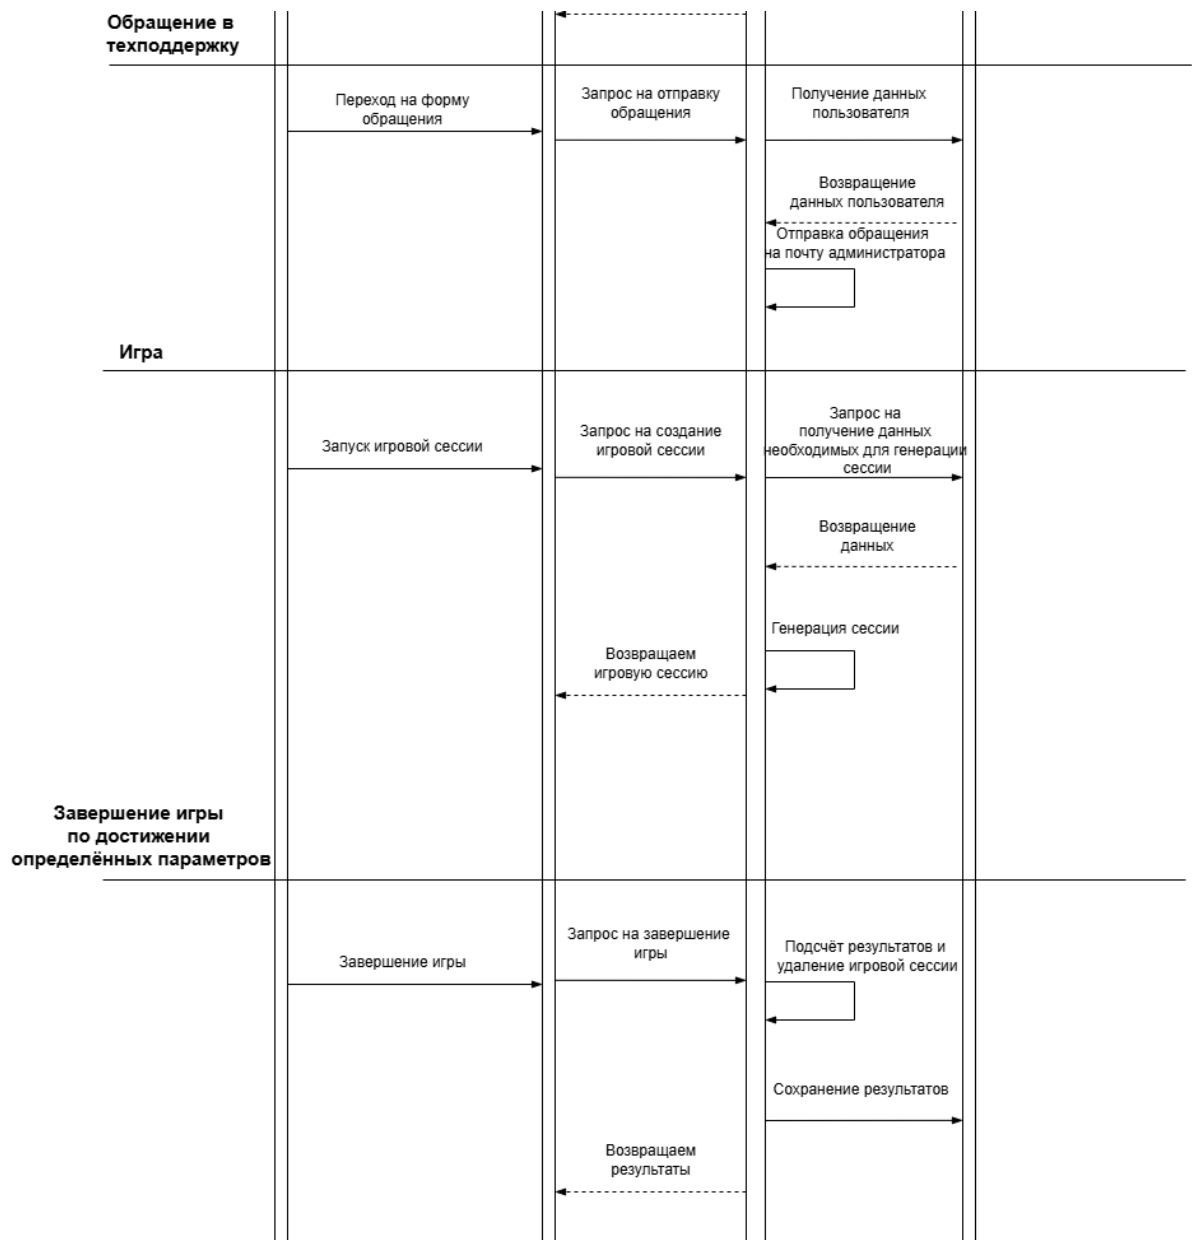 Обращение в
техподдержку
Переход на форму
обращения
Запрос на отправку
обращения
Получение данных
пользователя
Возвращение
данных пользователя
Отправка обращения
на почту администратора
Игра
Запуск игровой сессии
Запрос на создание
игровой сессии
Запрос на
получение данных
необходимых для генерации
сессии
Возвращение
данных
Генерация сессии
Возвращаем
игровую сессию
Завершение игры
по достижении
определённых параметров
Завершение игры
Запрос на завершение
игры
Подсчёт результатов и
удаление игровой сессии
Сохранение результатов
Возвращаем
результаты